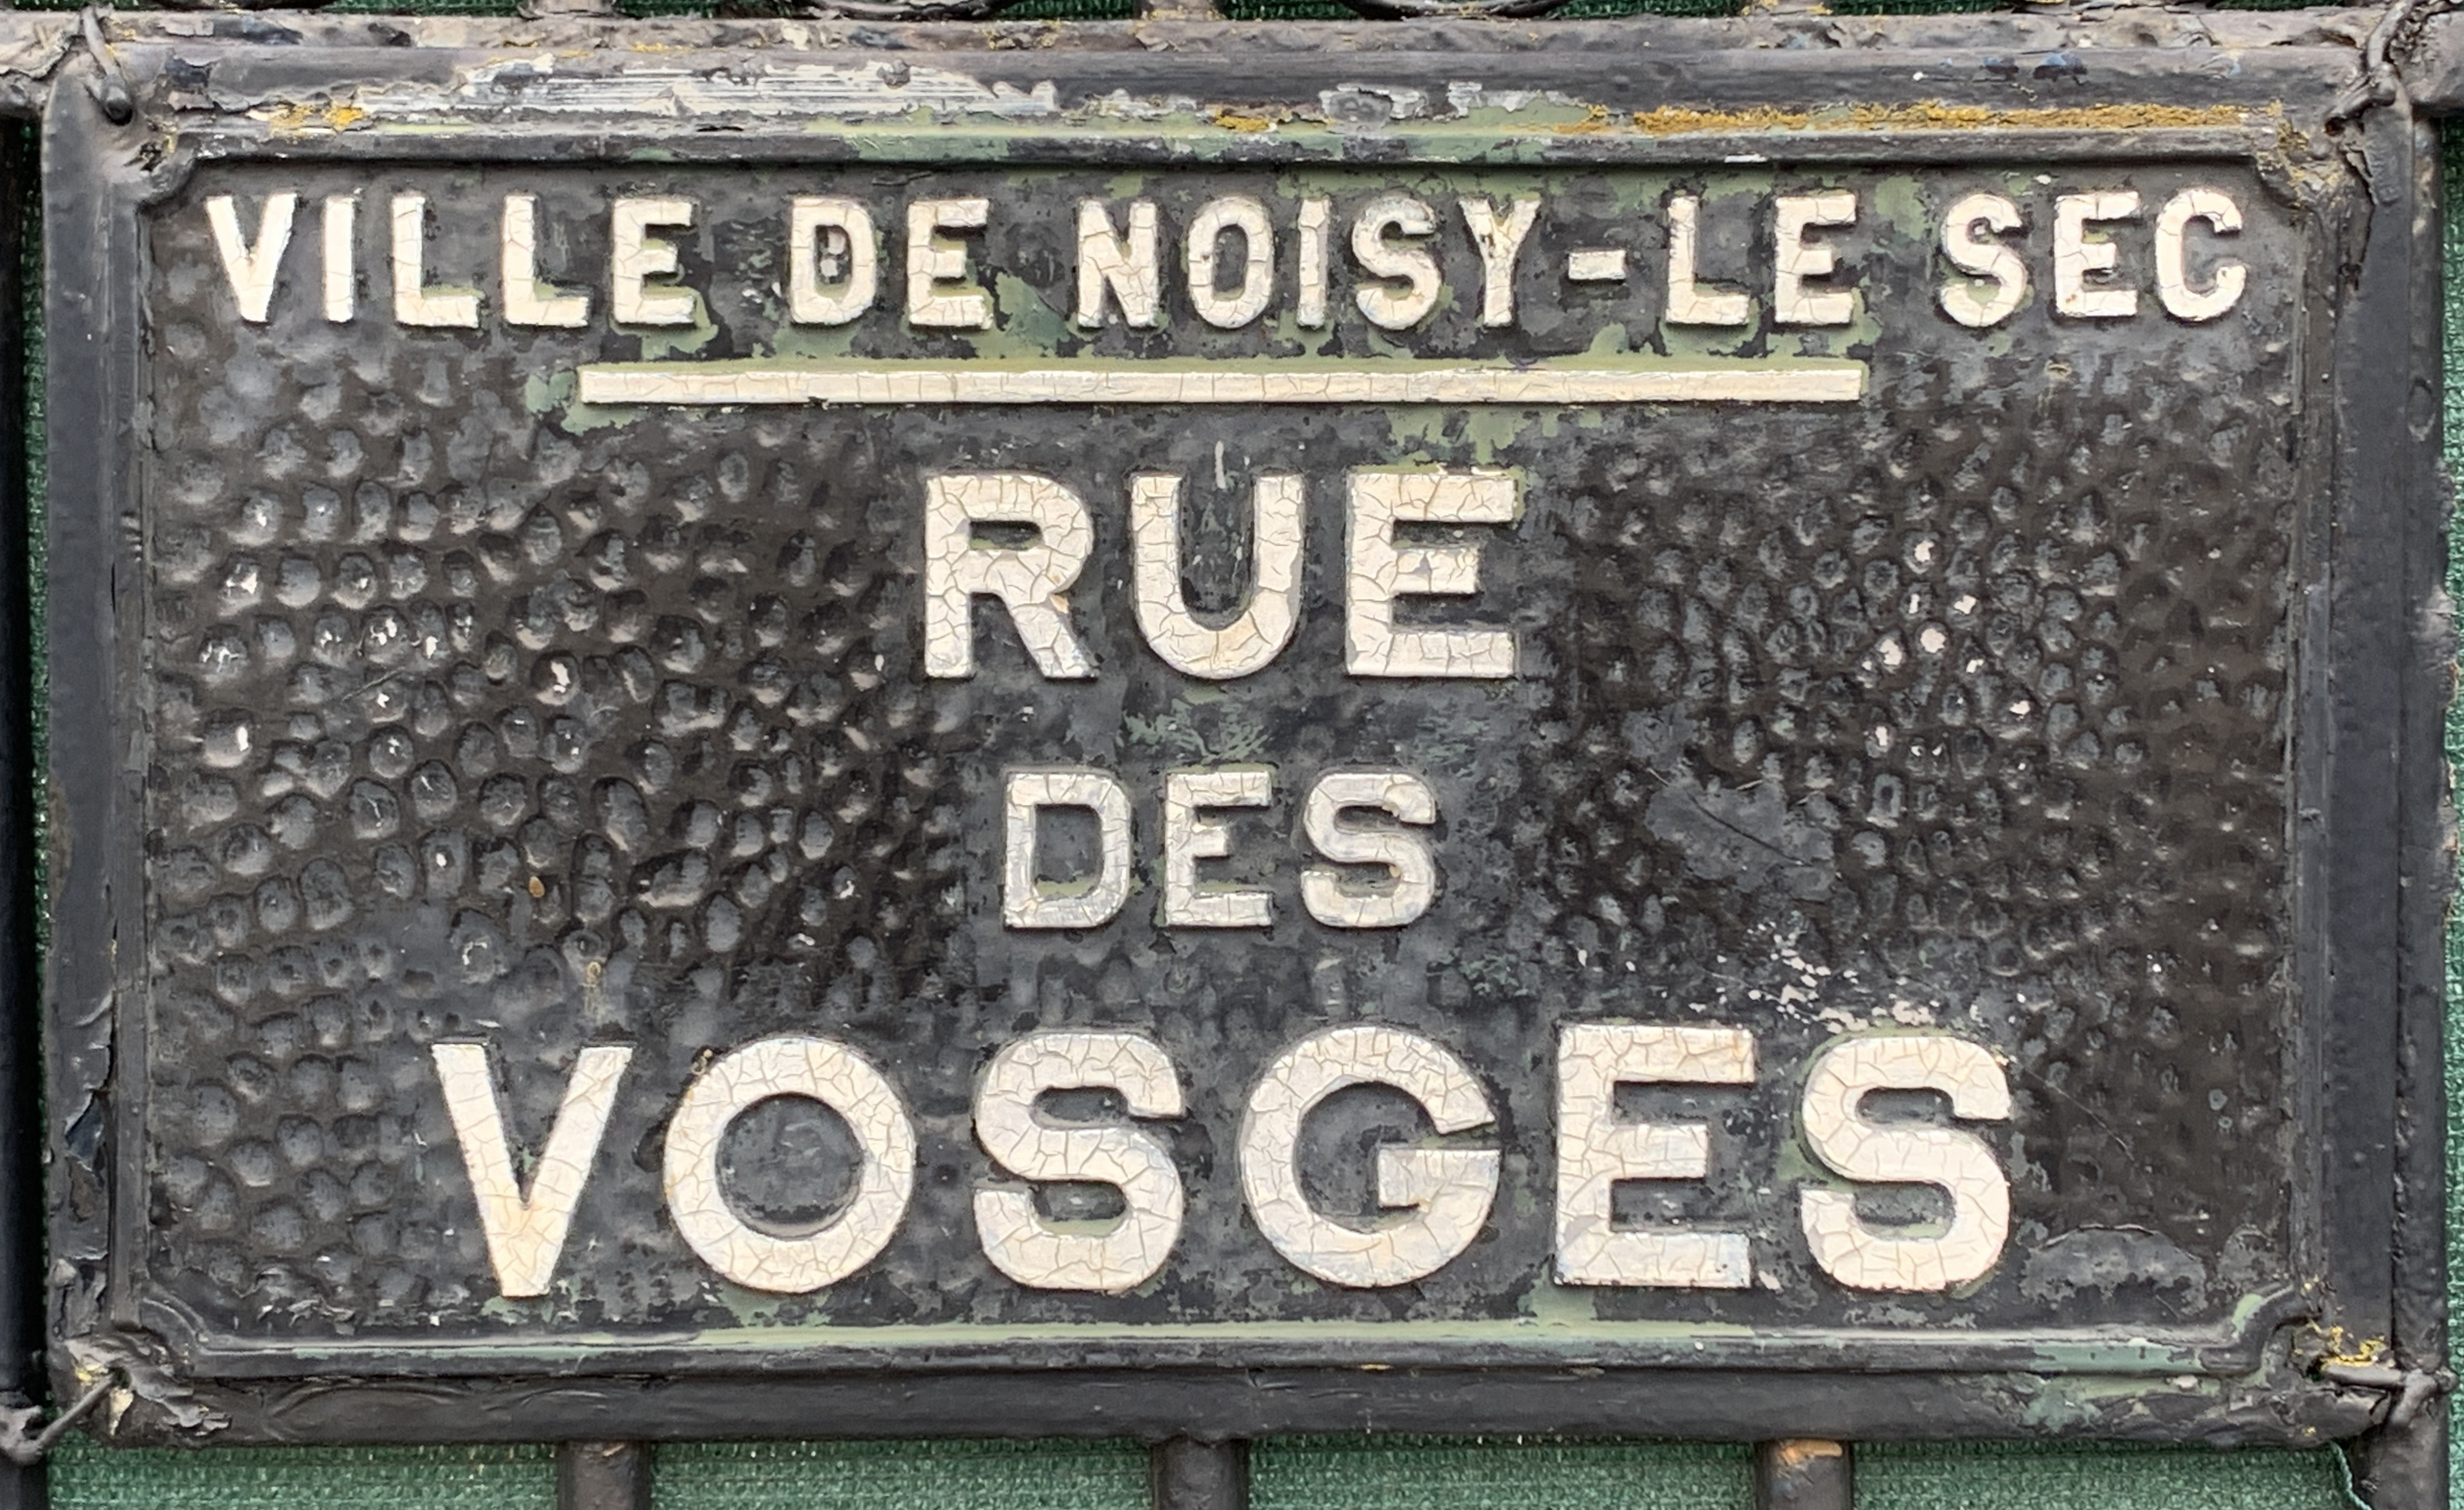 VILLE DE NOISY-LE SEC
RUE
DES
VOSGES